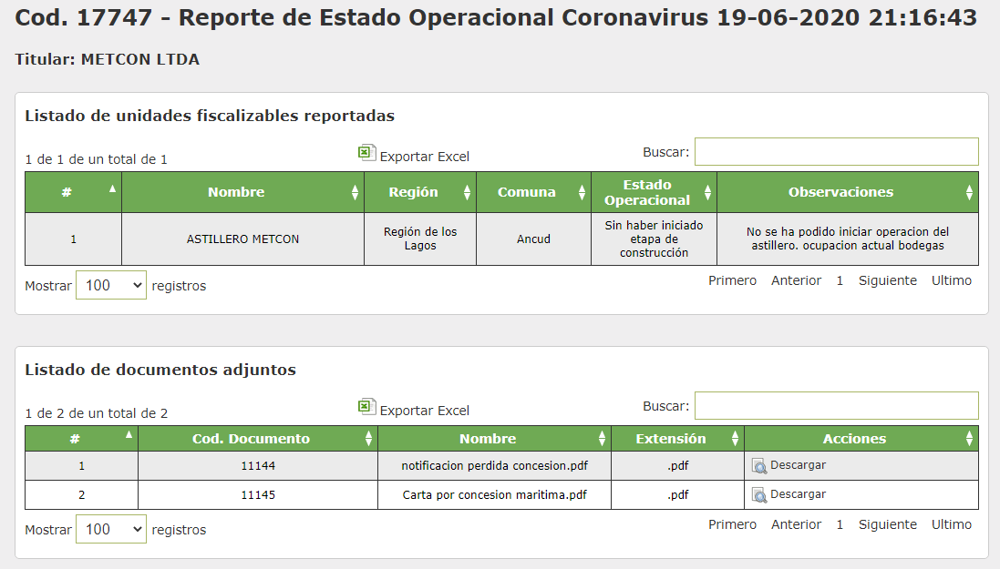 Cod. 17747 - Reporte de Estado Operacional Coronavirus 19-06-2020 21:16:43
Titular: METCON LTDA
Listado de unidades fiscalizables reportadas
1 de 1 de un total de 1
Exportar Excel
Buscar:
# Nombre Región Comuna Estado Operacional Observaciones
1 ASTILLERO METCON Región de los Lagos Ancud Sin haber iniciado etapa de construcción No se ha podido iniciar operacion del astillero. ocupacion actual bodegas
Mostrar 100 registros
Primero Anterior 1 Siguiente Ultimo
Listado de documentos adjuntos
1 de 2 de un total de 2
Exportar Excel
Buscar:
# Cod. Documento Nombre Extensión Acciones
1 11144 notificacion perdida concesion.pdf .pdf Descargar
2 11145 Carta por concesion maritima.pdf .pdf Descargar
Mostrar 100 registros
Primero Anterior 1 Siguiente Ultimo